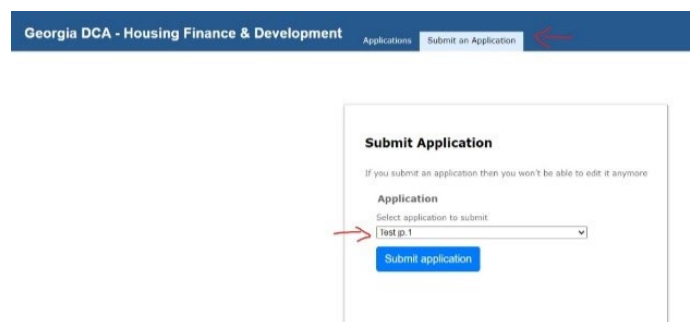 Georgia DCA - Housing Finance & Development
Applications
Submit an Application
Submit Application
If you submit an application then you won't be able to edit it anymore
Application
Select application to submit
Test jp.1
Submit application